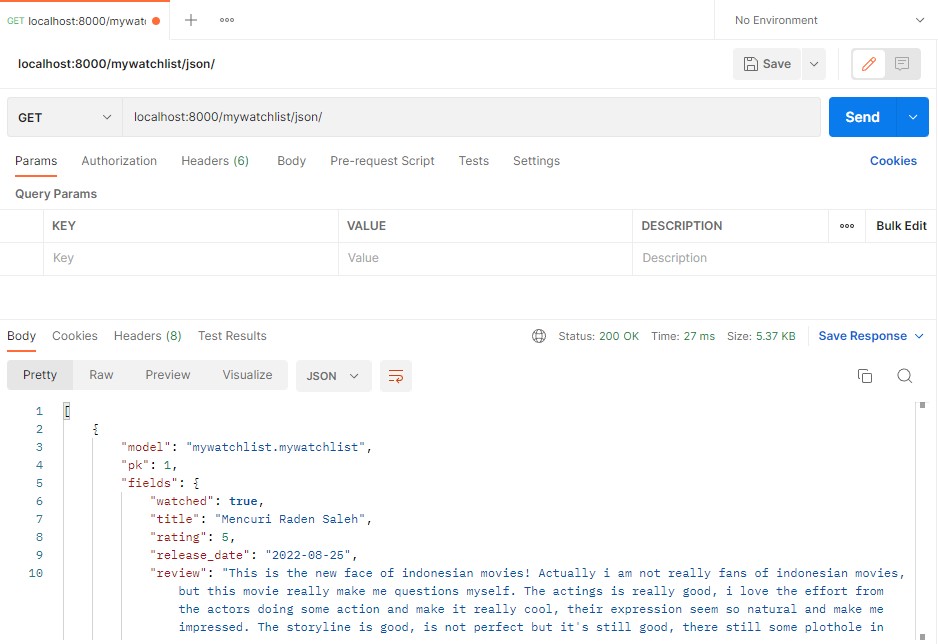 GET localhost:8000/mywat
No Environment
localhost:8000/mywatchlist/json/
Save
GET localhost:8000/mywatchlist/json/ Send
Params Authorization Headers (6) Body Pre-request Script Tests Settings Cookies
Query Params
KEY VALUE DESCRIPTION Bulk Edit
Key Value Description
Body Cookies Headers (8) Test Results Status: 200 OK Time: 27 ms Size: 5.37 KB Save Response
Pretty Raw Preview Visualize JSON
1 [
2 {
3 "model": "mywatchlist.mywatchlist",
4 "pk": 1,
5 "fields": {
6 "watched": true,
7 "title": "Mencuri Raden Saleh",
8 "rating": 5,
9 "release_date": "2022-08-25",
10 "review": "This is the new face of indonesian movies! Actually i am not really fans of indonesian movies,
but this movie really make me questions myself. The actings is really good, i love the effort from
the actors doing some action and make it really cool, their expression seem so natural and make me
impressed. The storyline is good, is not perfect but it's still good, there still some plothole in